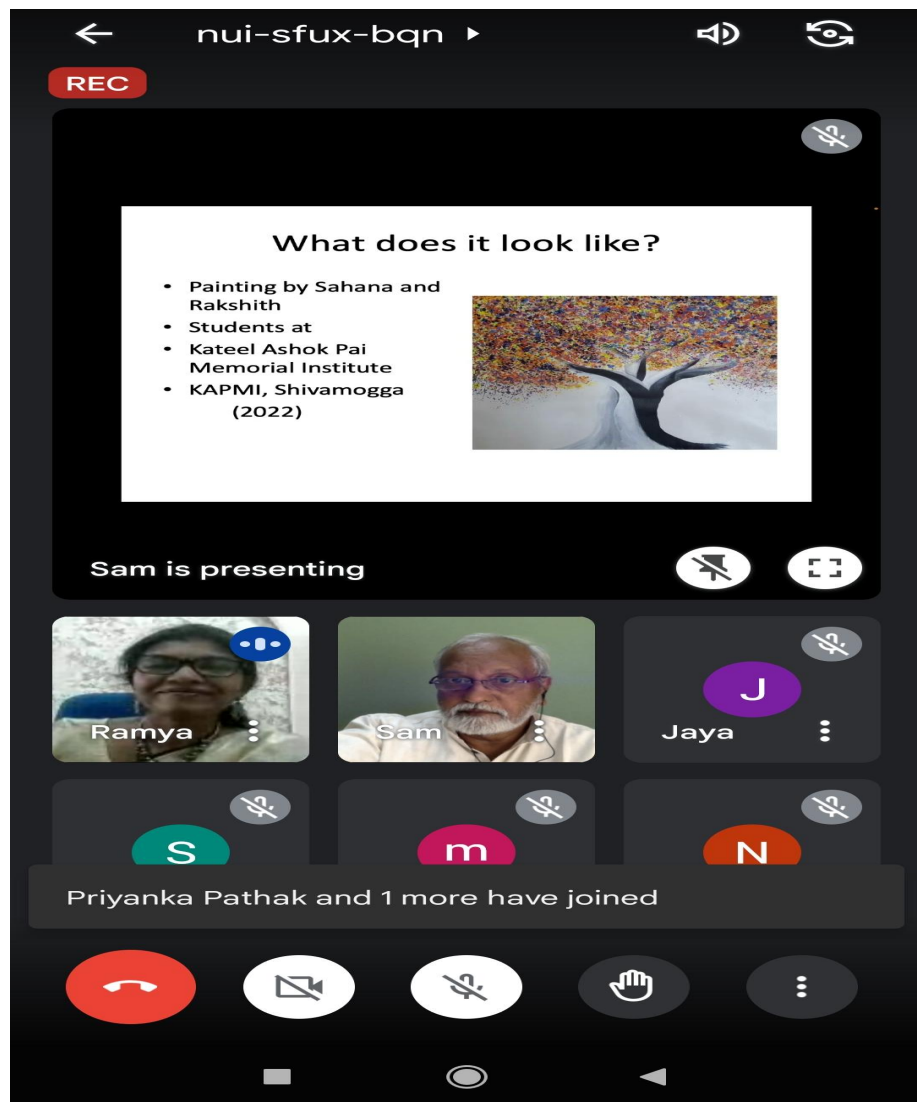 nui-sfux-bqn
REC
What does it look like?
• Painting by Sahana and
Rakshith
• Students at
• Kateel Ashok Pai
Memorial Institute
• KAPMI, Shivamogga
(2022)
Sam is presenting
Ramya
Sam
J
Jaya
S
m
N
Priyanka Pathak and 1 more have joined